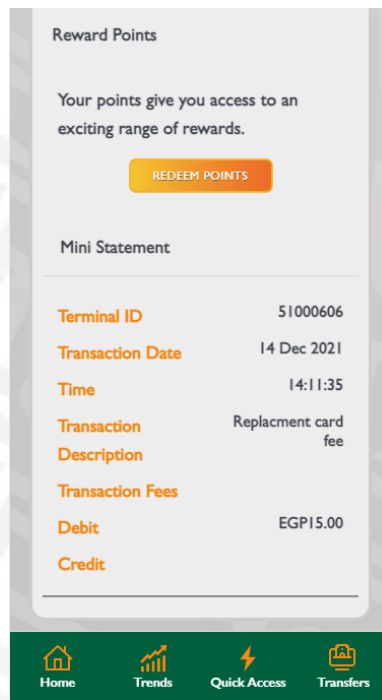 Reward Points
Your points give you access to an
exciting range of rewards.
REDEEM POINTS
Mini Statement
Terminal ID 51000606
Transaction Date 14 Dec 2021
Time 14:11:35
Transaction Replacment card
Description fee
Transaction Fees
Debit EGP15.00
Credit
Home Trends Quick Access Transfers